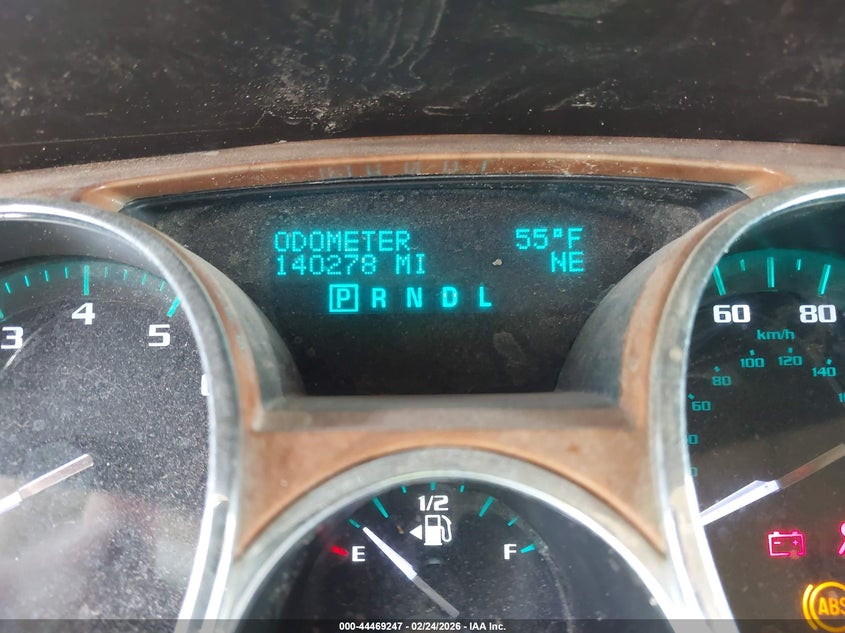 ODOMETER 55°F
140278 MI NE
P R N D L
3 4 5
60 80
km/h
60 80 100 120 140
1/2
E F
ABS
000-44469247 - 02/24/2026 - IAA Inc.